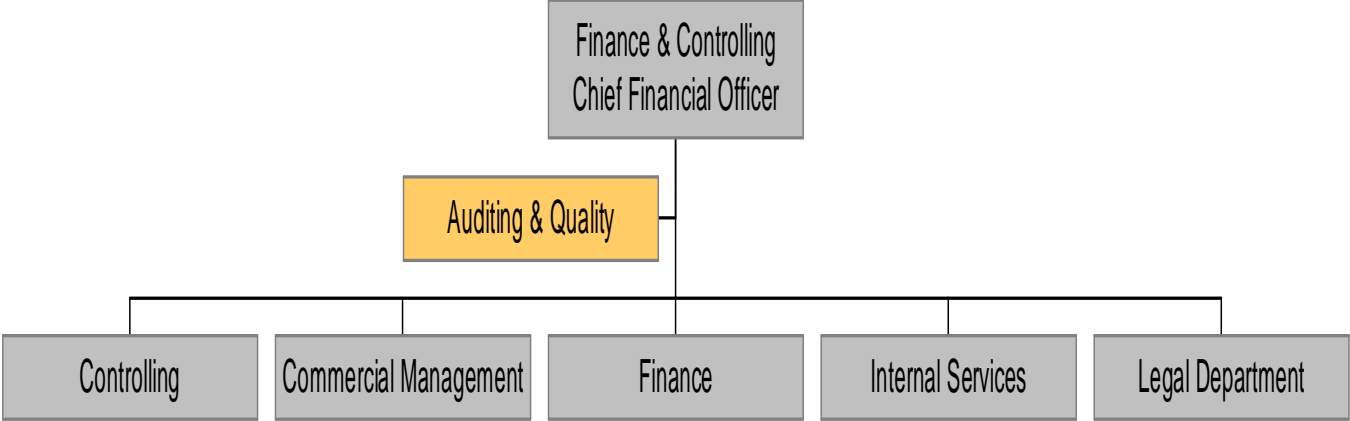 Finance & Controlling
Chief Financial Officer
Auditing & Quality
Controlling
Commercial Management
Finance
Internal Services
Legal Department